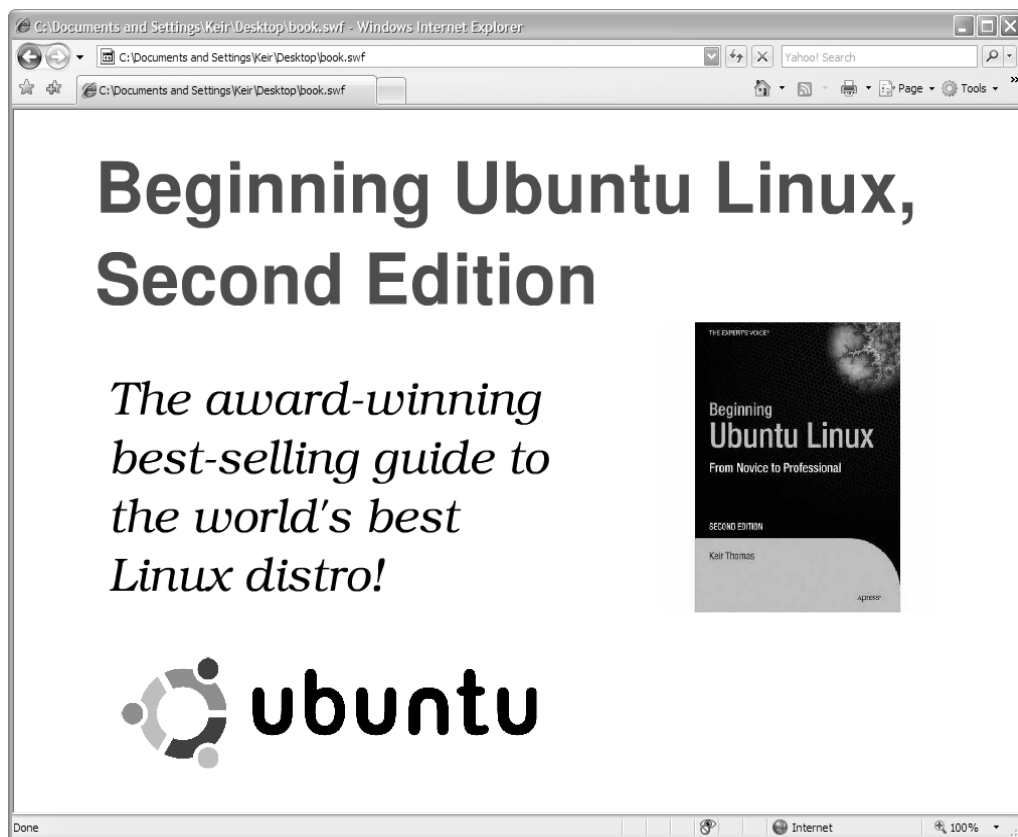 C:\Documents and Settings\Keir\Desktop\book.swf - Windows Internet Explorer
C:\Documents and Settings\Keir\Desktop\book.swf
Yahoo! Search
C:\Documents and Settings\Keir\Desktop\book.swf
Page
Tools
Beginning Ubuntu Linux,
Second Edition
The award-winning
best-selling guide to
the world's best
Linux distro!
THE EXPERT'S VOICE®
Beginning
Ubuntu Linux
From Novice to Professional
SECOND EDITION
Keir Thomas
Apress®
ubuntu
Done
Internet
100%